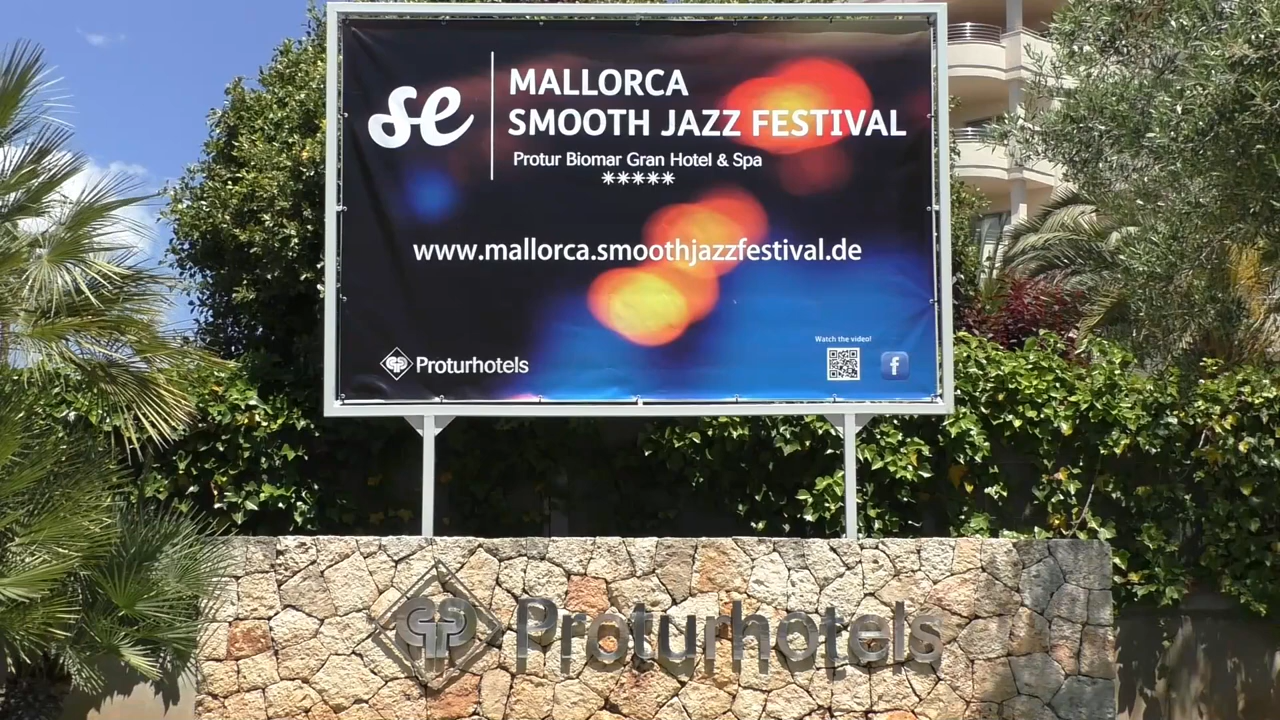 se
MALLORCA
SMOOTH JAZZ FESTIVAL
Protur Biomar Gran Hotel & Spa
*****
www.mallorca.smoothjazzfestival.de
Watch the video!
Proturhotels
f
Proturhotels